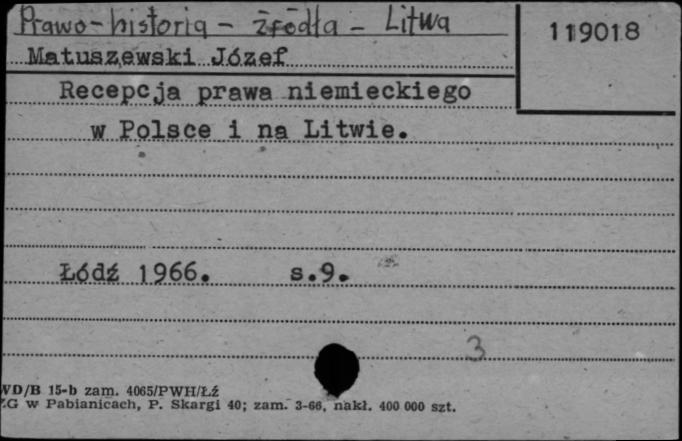 Prawo-historia - źródła - Litwa
119018
Matuszewski Józef
Recepcja prawa niemieckiego
w Polsce i na Litwie.
Łódź 1966. s.9.
3
WD/B 15-b zam. 4065/PWH/Łź
ZG w Pabianicach, P. Skargi 40; zam. 3-66, nakł. 400 000 szt.